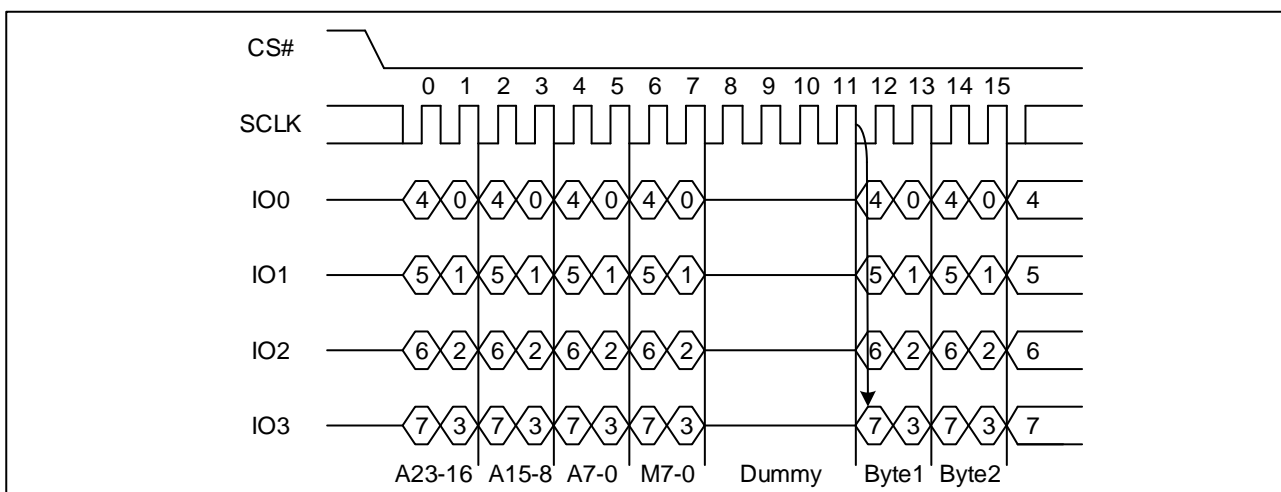 CS#
0 1 2 3 4 5 6 7 8 9 10 11 12 13 14 15
SCLK
IO0 4 0 4 0 4 0 4 0 4 0 4 0 4
IO1 5 1 5 1 5 1 5 1 5 1 5 1 5
IO2 6 2 6 2 6 2 6 2 6 2 6 2 6
IO3 7 3 7 3 7 3 7 3 7 3 7 3 7
A23-16 A15-8 A7-0 M7-0 Dummy Byte1 Byte2